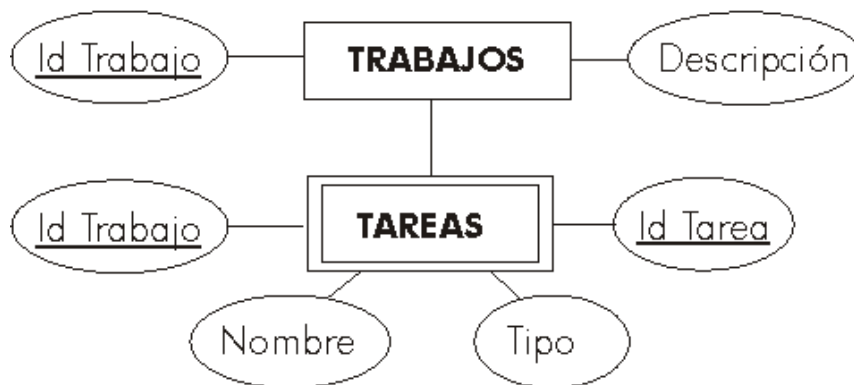 Id Trabajo
TRABAJOS
Descripción
Id Trabajo
TAREAS
Id Tarea
Nombre
Tipo